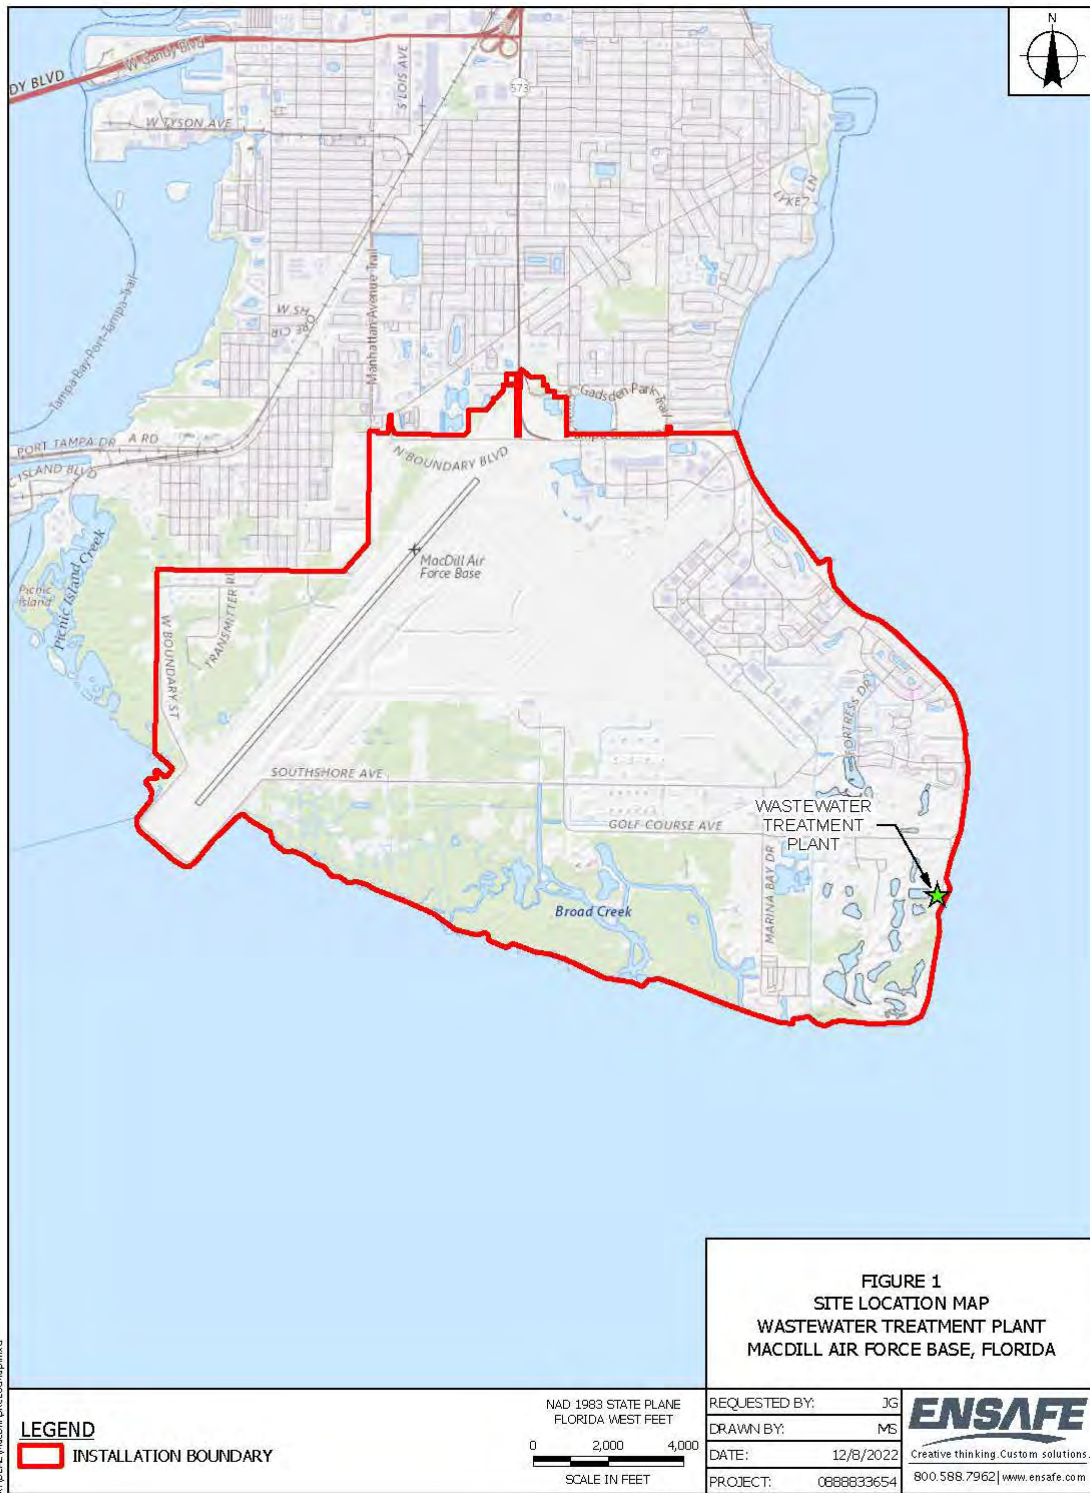 N
DY BLVD
W Gandy Blvd
S LOIS AVE
573
W TYSON AVE
LYKES LN
Tampa Bay-Port-Tampa-Trail
W SH
ORE CIR
Manhattan Avenue Trail
Gadsden Park Trail
PORT TAMPA DR
A RD
ISLAND BLVD
N BOUNDARY BLVD
MacDill Air
Force Base
Picnic
Island
Picnic Island Creek
TRANSMITTER R
W BOUNDARY ST
FORTRESS DR
SOUTHSHORE AVE
WASTEWATER
TREATMENT
PLANT
GOLF COURSE AVE
MARINA BAY DR
Broad Creek
FIGURE 1
SITE LOCATION MAP
WASTEWATER TREATMENT PLANT
MACDILL AIR FORCE BASE, FLORIDA
LEGEND
INSTALLATION BOUNDARY
NAD 1983 STATE PLANE
FLORIDA WEST FEET
0 2,000 4,000
SCALE IN FEET
REQUESTED BY: JG
DRAWN BY: MS
DATE: 12/8/2022
PROJECT: 0888833654
ENSAFE
Creative thinking.Custom solutions.
800.588.7962|www.ensafe.com